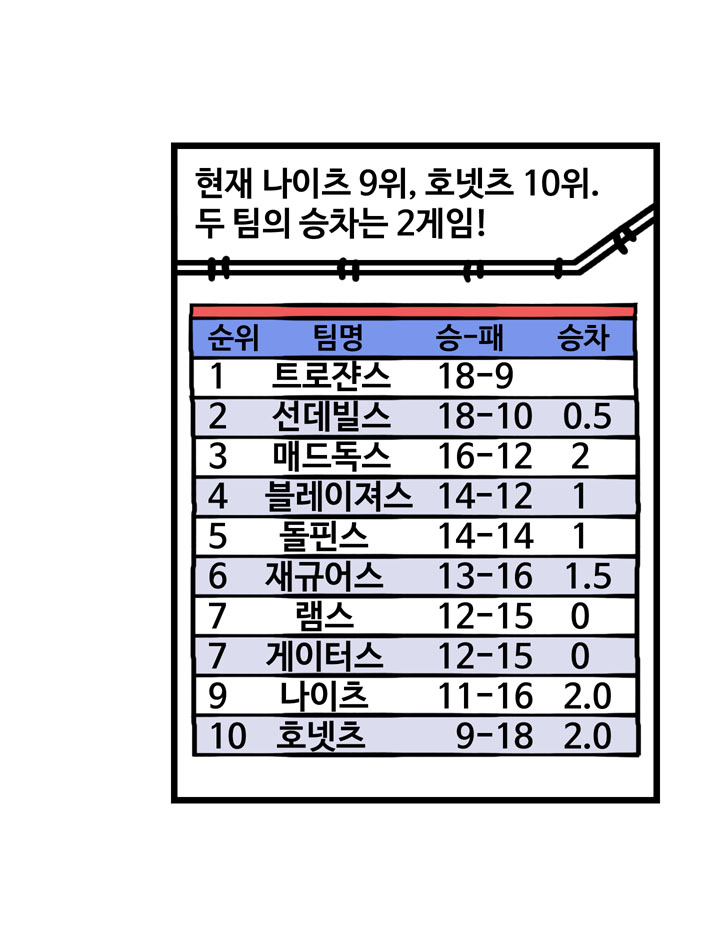 현재 나이츠 9위, 호넷츠 10위.
두 팀의 승차는 2게임!
순위 팀명 승-패 승차
1 트로쟌스 18-9
2 선데빌스 18-10 0.5
3 매드독스 16-12 2
4 블레이져스 14-12 1
5 돌핀스 14-14 1
6 재규어스 13-16 1.5
7 램스 12-15 0
7 게이터스 12-15 0
9 나이츠 11-16 2.0
10 호넷츠 9-18 2.0